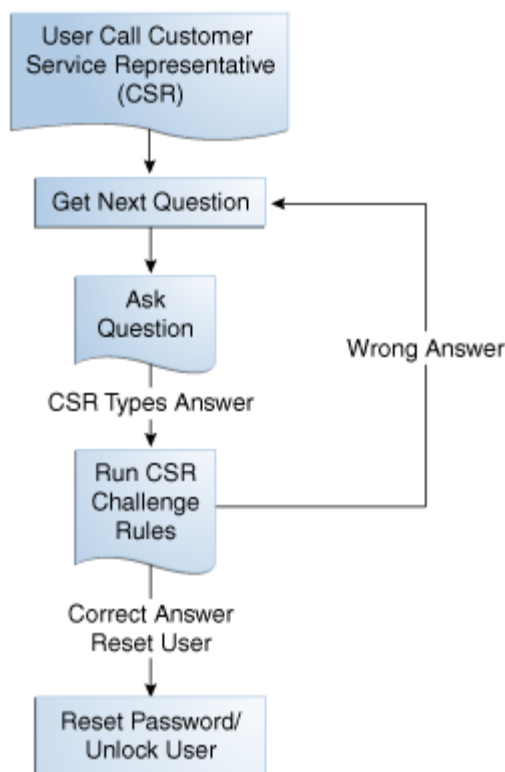 User Call Customer
Service Representative
(CSR)
Get Next Question
Ask
Question
Wrong Answer
CSR Types Answer
Run CSR
Challenge
Rules
Correct Answer
Reset User
Reset Password/
Unlock User